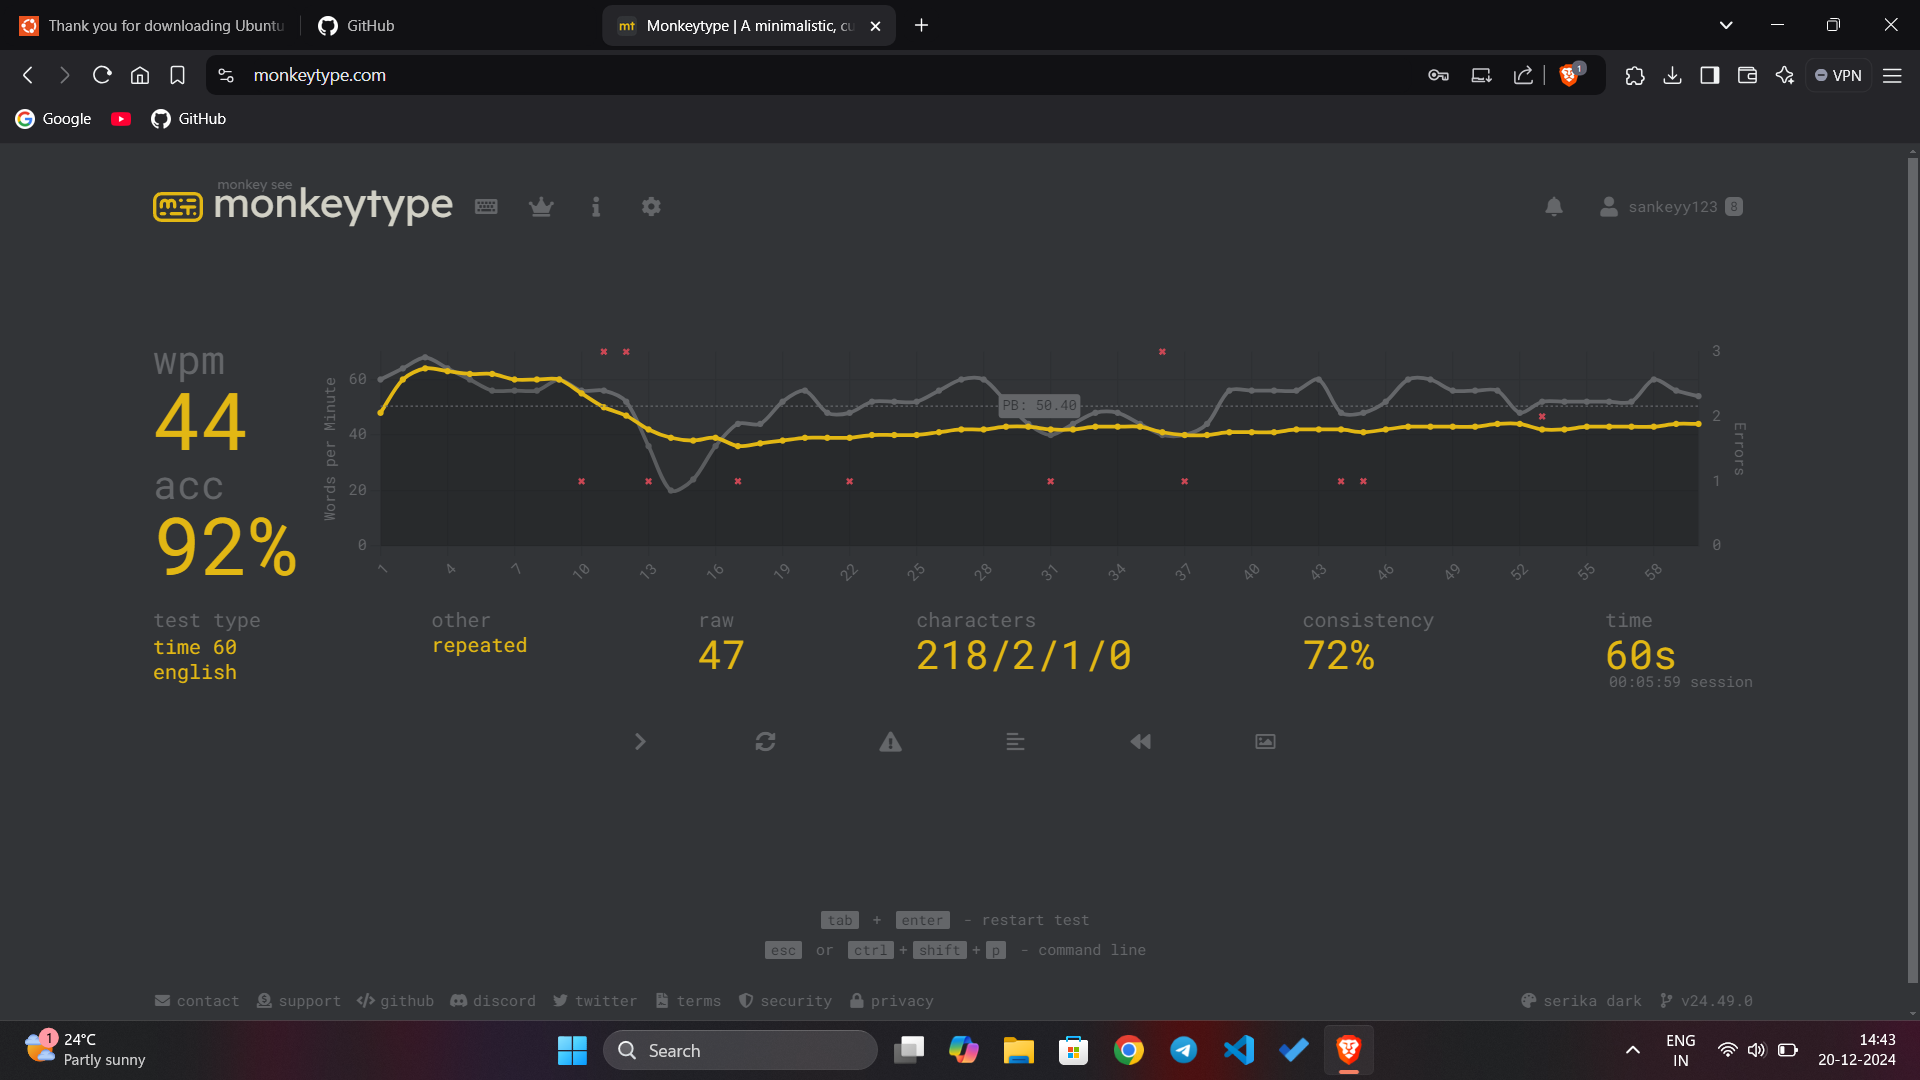 Thank you for downloading Ubuntu
GitHub
mt Monkeytype | A minimalistic, cu
monkeytype.com
1
VPN
Google
GitHub
monkey see
monkeytype
sankeyy123 8
wpm
44
acc
92%
Words per Minute
60
40
20
0
PB: 50.40
3
2
1
0
Errors
1 4 7 10 13 16 19 22 25 28 31 34 37 40 43 46 49 52 55 58
test type
time 60
english
other
repeated
raw
47
characters
218/2/1/0
consistency
72%
time
60s
00:05:59 session
tab + enter - restart test
esc or ctrl + shift + p - command line
contact support github discord twitter terms security privacy
serika dark v24.49.0
1
24°C
Partly sunny
Search
ENG
IN
14:43
20-12-2024